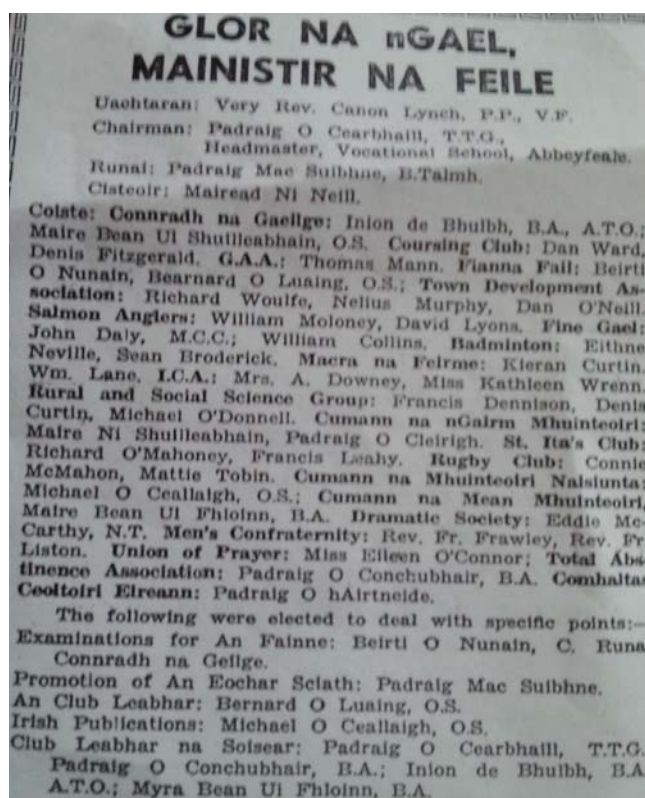 GLOR NA nGAEL,
MAINISTIR NA FEILE
Uachtaran: Very Rev. Canon Lynch, P.P., V.F.
Chairman: Padraig O Cearbhaill, T.T.G.,
Headmaster, Vocational School, Abbeyfeale.
Runai: Padraig Mac Suibhne, B.Talmh.
Cisteoir: Mairead Ni Neill.
Coiste: Connradh na Gaeilge: Inion de Bhulbh, B.A., A.T.O.;
Maire Bean Ui Shuilleabhain, O.S. Coursing Club: Dan Ward,
Denis Fitzgerald. G.A.A.: Thomas Mann. Fianna Fail: Beirti
O Nunain, Bearnard O Luaing, O.S.; Town Development As-
sociation: Richard Woulfe, Nelius Murphy, Dan O'Neill.
Salmon Anglers: William Moloney, David Lyons. Fine Gael:
John Daly, M.C.C.; William Collins. Badminton: Eithne
Neville, Sean Broderick. Macra na Feirme: Kieran Curtin,
Wm. Lane. I.C.A.: Mrs. A. Downey, Miss Kathleen Wrenn.
Rural and Social Science Group: Francis Dennison, Denis
Curtin, Michael O'Donnell. Cumann na nGairm Mhuinteoiri:
Maire Ni Shuilleabhain, Padraig O Cleirigh. St. Ita's Club:
Richard O'Mahoney, Francis Leahy. Rugby Club: Connie
McMahon, Mattie Tobin. Cumann na Mhuinteoiri Naisiunta:
Michael O Ceallaigh, O.S.; Cumann na Mean Mhuinteoiri,
Maire Bean Ui Fhloinn, B.A. Dramatic Society: Eddie Mc-
Carthy, N.T. Men's Confraternity: Rev. Fr. Frawley, Rev. Fr
Liston. Union of Prayer: Miss Eileen O'Connor; Total Abs-
tinence Association: Padraig O Conchubhair, B.A. Comhaltas
Ceoltoiri Eireann: Padraig O hAirtneide.
The following were elected to deal with specific points:—
Examinations for An Fainne: Beirti O Nunain, C. Runa
Connradh na Geilge.
Promotion of An Eochar Sciath: Padraig Mac Suibhne.
An Club Leabhar: Bernard O Luaing, O.S.
Irish Publications: Michael O Ceallaigh, O.S.
Club Leabhar na Soisear: Padraig O Cearbhaill, T.T.G.
Padraig O Conchubhair, B.A.; Inion de Bhulbh, B.A
A.T.O.; Myra Bean Ui Fhloinn, B.A.